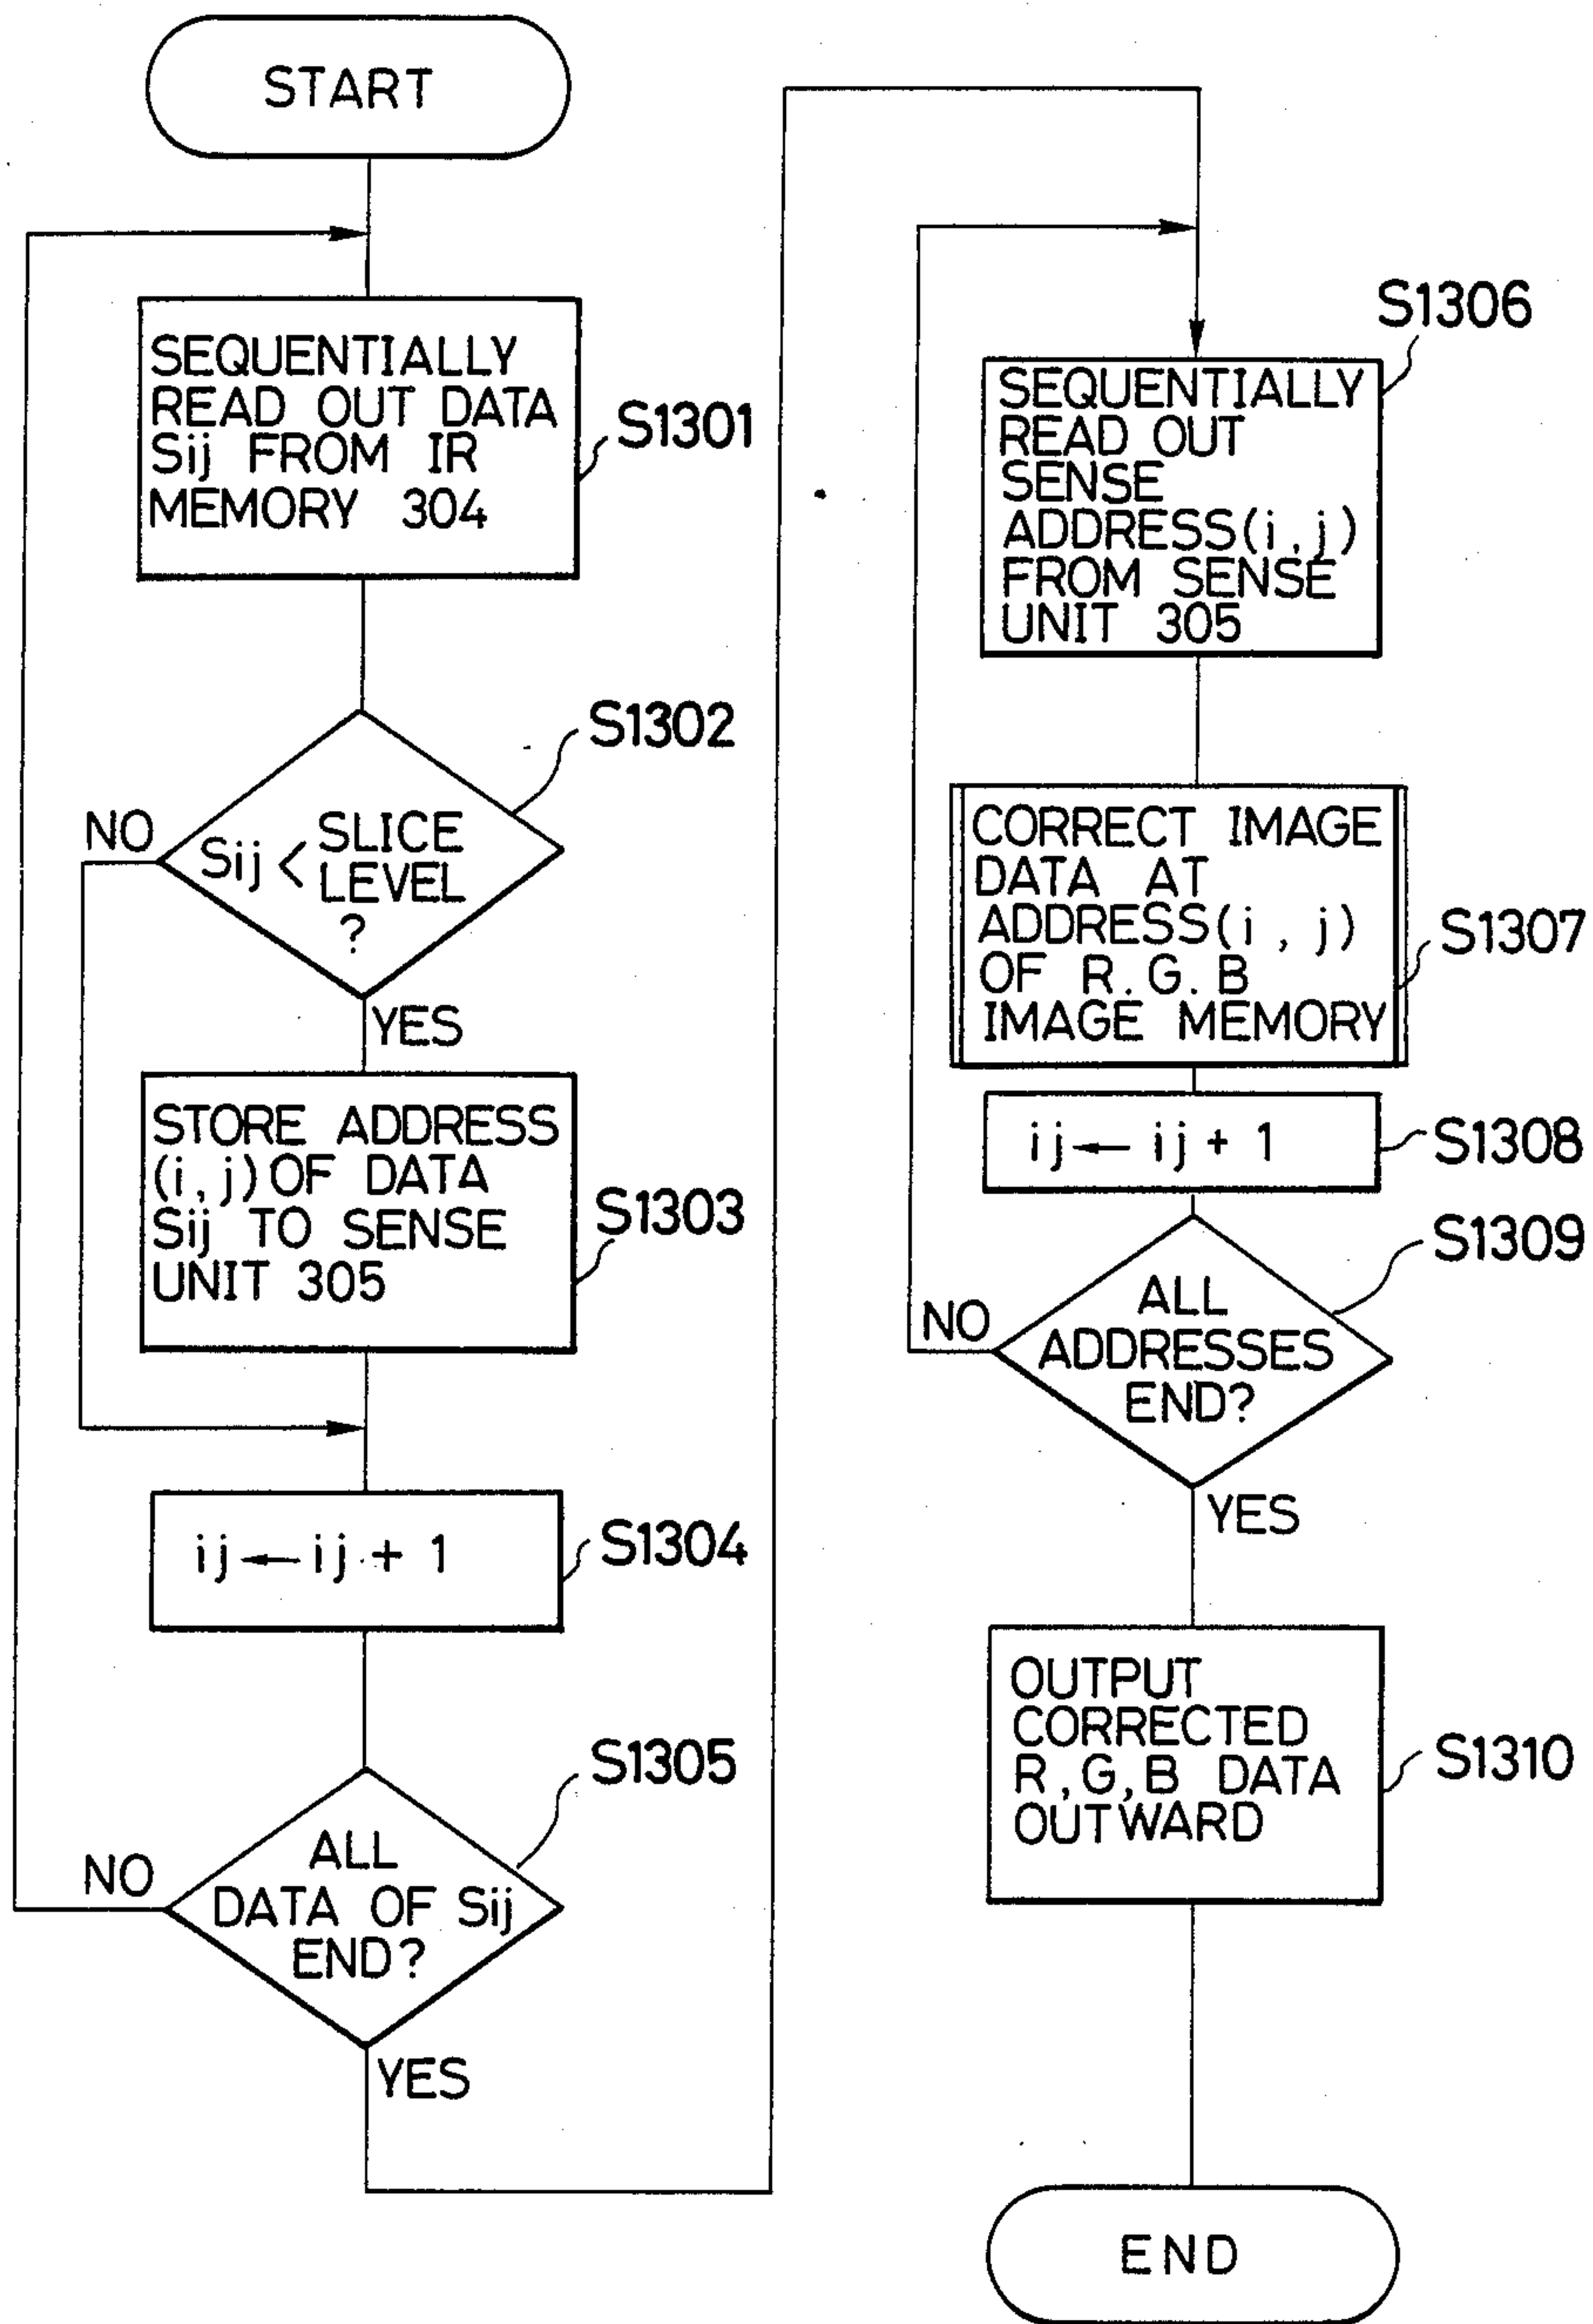 START
SEQUENTIALLY
READ OUT DATA
Sij FROM IR
MEMORY 304
S1301
S1302
NO
Sij < SLICE
LEVEL
?
YES
STORE ADDRESS
(i,j) OF DATA
Sij TO SENSE
UNIT 305
S1303
ij ← ij + 1
S1304
S1305
NO
ALL
DATA OF Sij
END?
YES
S1306
SEQUENTIALLY
READ OUT
SENSE
ADDRESS(i,j)
FROM SENSE
UNIT 305
CORRECT IMAGE
DATA AT
ADDRESS(i, j)
OF R.G.B
IMAGE MEMORY
S1307
ij ← ij + 1
S1308
S1309
NO
ALL
ADDRESSES
END?
YES
OUTPUT
CORRECTED
R,G,B DATA
OUTWARD
S1310
END